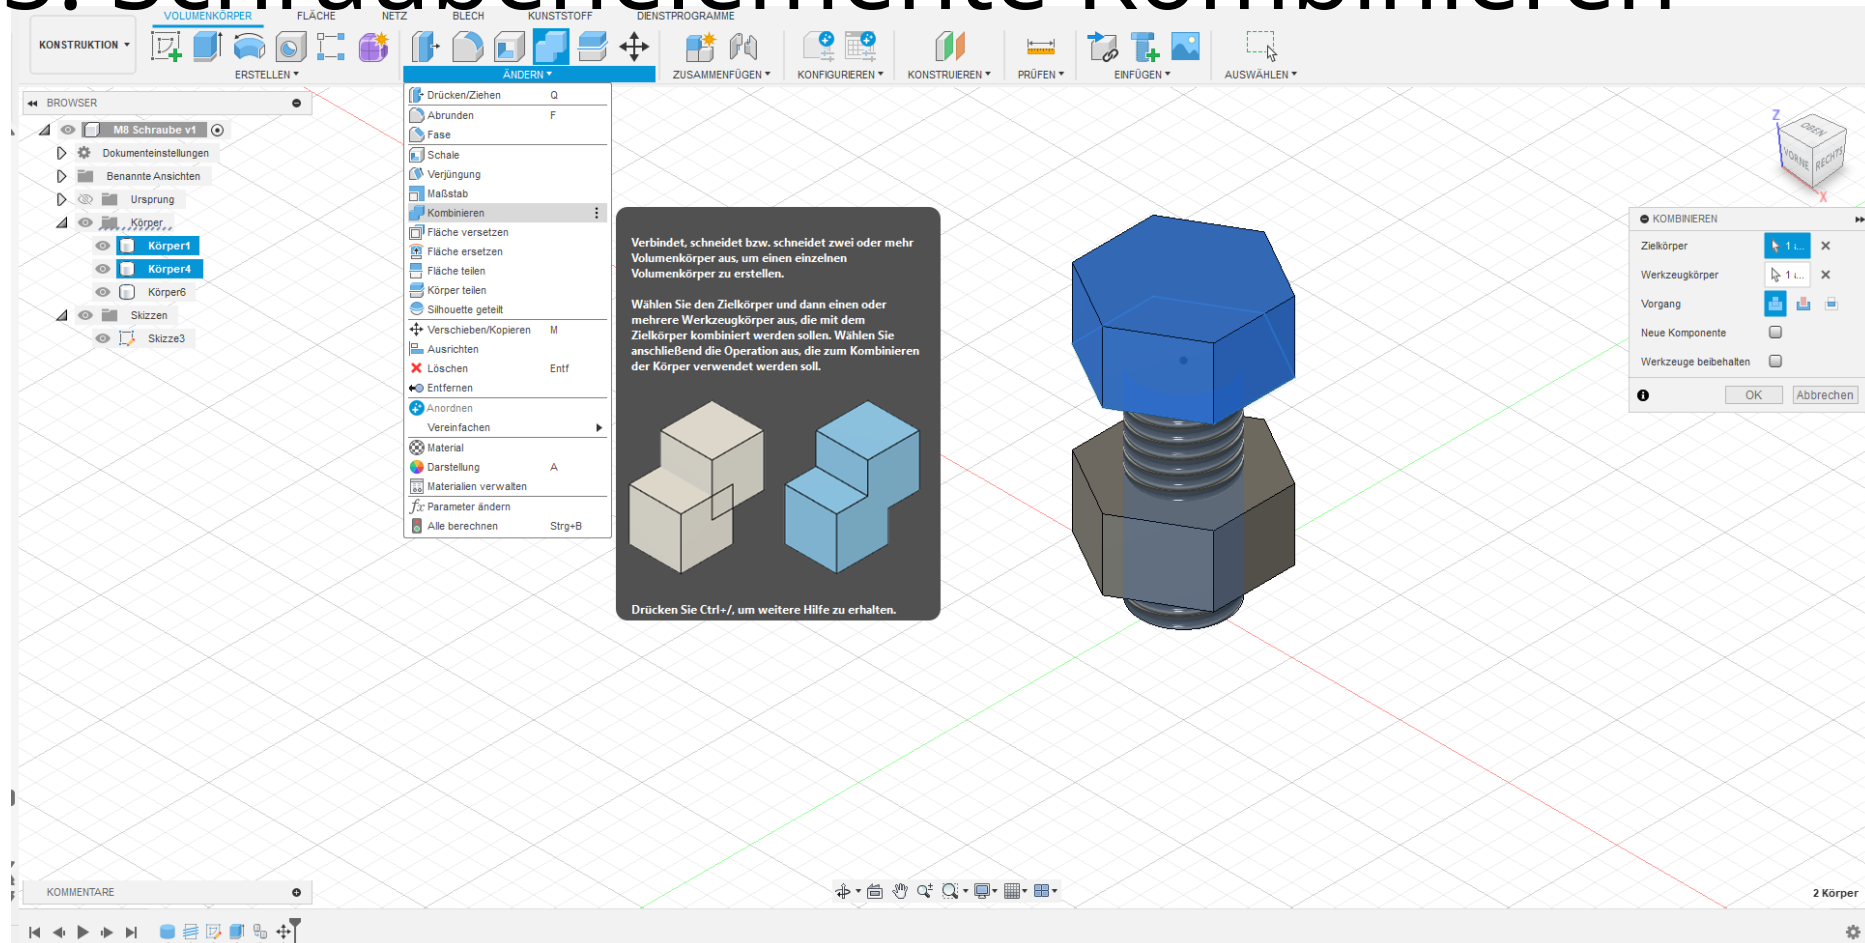 3. Schraubenelemente Kombinieren
VOLUMENKÖRPER FLÄCHE NETZ BLECH KUNSTSTOFF DIENSTPROGRAMME
KONSTRUKTION
ERSTELLEN ÄNDERN ZUSAMMENFÜGEN KONFIGURIEREN KONSTRUIEREN PRÜFEN EINFÜGEN AUSWÄHLEN
BROWSER
M8 Schraube v1
Dokumenteinstellungen
Benannte Ansichten
Ursprung
Körper
Körper1
Körper4
Körper6
Skizzen
Skizze3
Drücken/Ziehen Q
Abrunden F
Fase
Schale
Verjüngung
Maßstab
Kombinieren
Fläche versetzen
Fläche ersetzen
Fläche teilen
Körper teilen
Silhouette geteilt
Verschieben/Kopieren M
Ausrichten
Löschen Entf
Entfernen
Anordnen
Vereinfachen
Material
Darstellung A
Materialien verwalten
Parameter ändern
Alle berechnen Strg+B
Verbindet, schneidet bzw. schneidet zwei oder mehr
Volumenkörper aus, um einen einzelnen
Volumenkörper zu erstellen.
Wählen Sie den Zielkörper und dann einen oder
mehrere Werkzeugkörper aus, die mit dem
Zielkörper kombiniert werden sollen. Wählen Sie
anschließend die Operation aus, die zum Kombinieren
der Körper verwendet werden soll.
Drücken Sie Ctrl+/, um weitere Hilfe zu erhalten.
Z
OBEN
VORNE
RECHTS
X
KOMBINIEREN
Zielkörper 1 ...
Werkzeugkörper 1 ...
Vorgang
Neue Komponente
Werkzeuge beibehalten
OK Abbrechen
KOMMENTARE
2 Körper